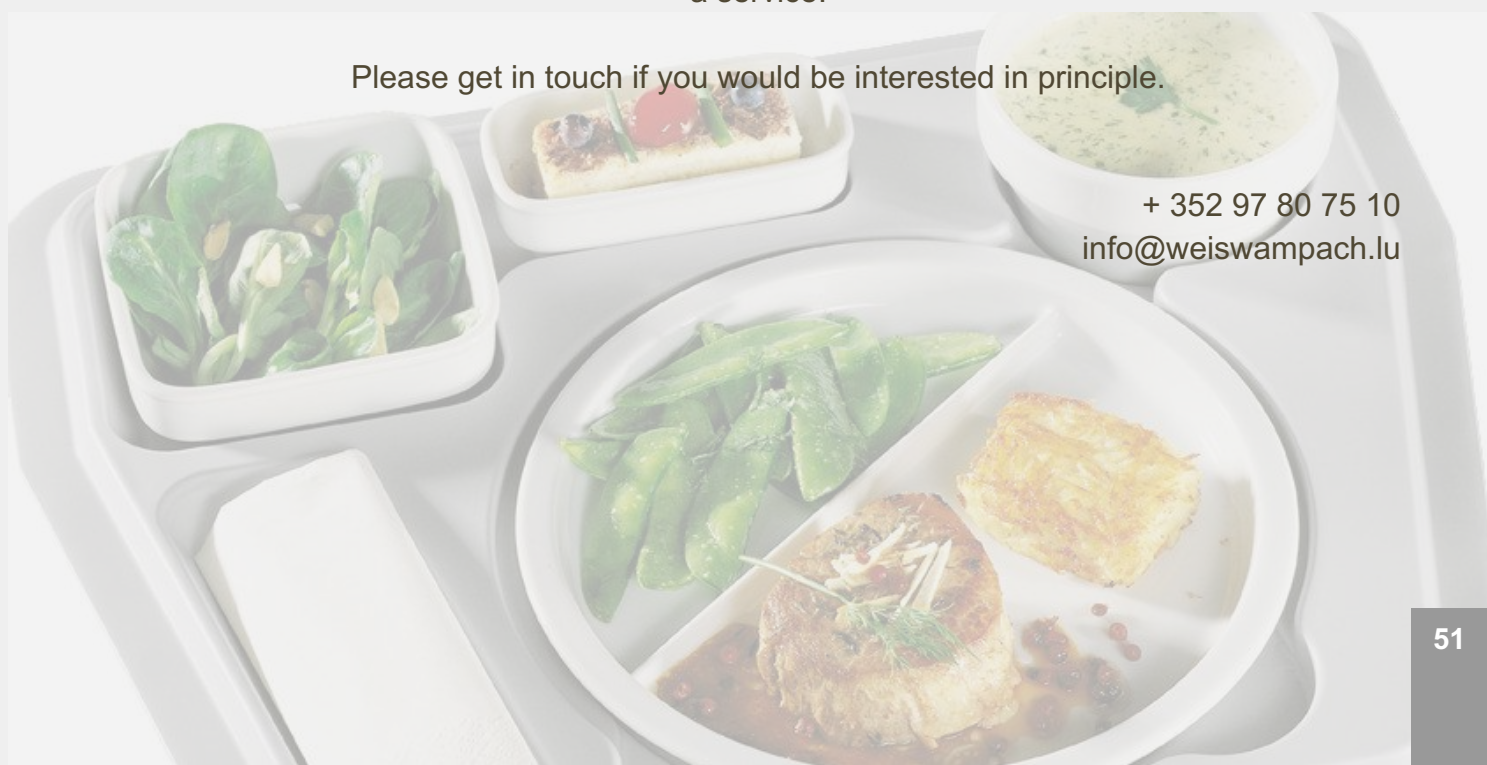 a service.
Please get in touch if you would be interested in principle.
+ 352 97 80 75 10
info@weiswampach.lu
51